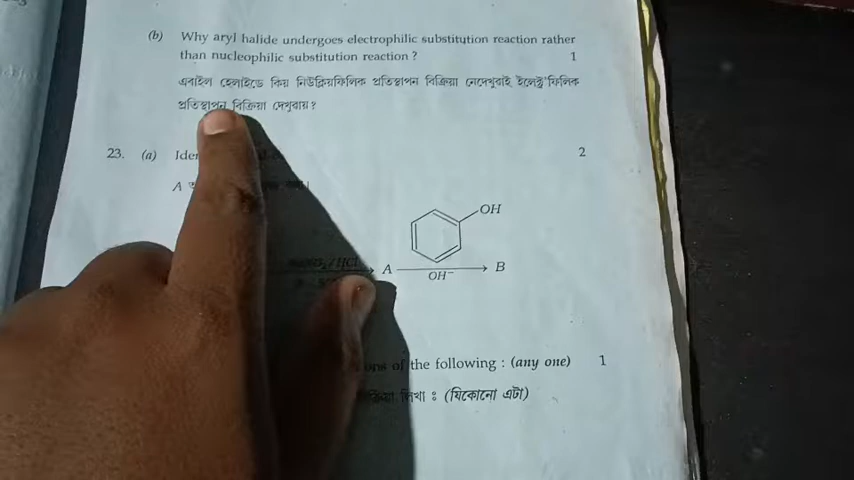 (b) Why aryl halide undergoes electrophilic substitution reaction rather
than nucleophilic substitution reaction ? 1
এৰাইল হেলাইডে কিয় নিউক্লিয়ফিলিক প্ৰতিস্থাপন বিক্ৰিয়া নেদেখুৱাই ইলেক্ট্ৰ'ফিলিক
প্ৰতিস্থাপন বিক্ৰিয়া দেখুৱায় ?
23. (a) 2
A
OH
A OH⁻ B
of the following : (any one) 1
লিখা : (যিকোনো এটা)